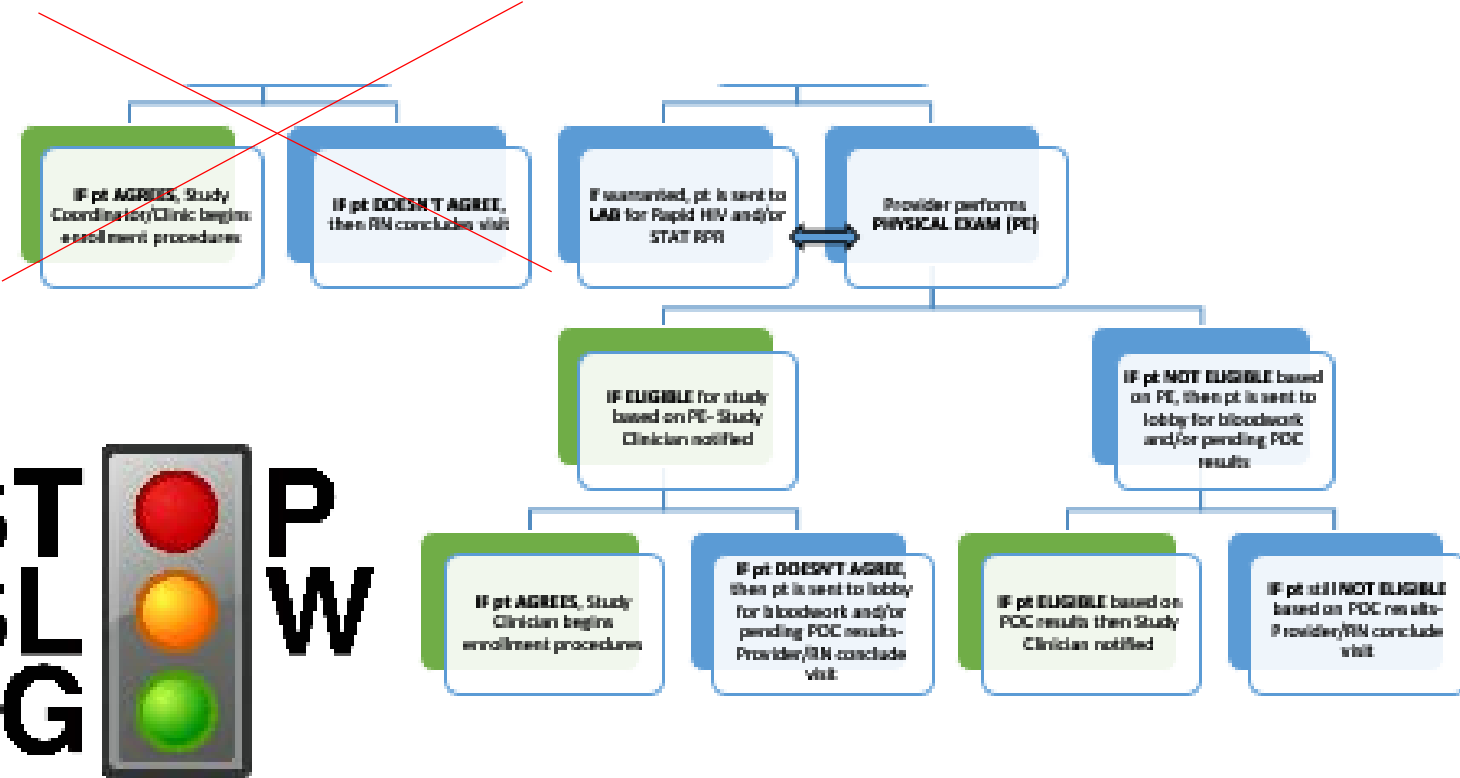 IF pt AGREES, Study
Coordinator/Clinic begins
enrollment procedures
IF pt DOESN'T AGREE,
then RN concludes visit
If warranted, pt is sent to
LAB for Rapid HIV and/or
STAT RPR
Provider performs
PHYSICAL EXAM (PE)
IF ELIGIBLE for study
based on PE- Study
Clinician notified
IF pt NOT ELIGIBLE based
on PE, then pt is sent to
lobby for bloodwork
and/or pending POC
results
IF pt AGREES, Study
Clinician begins
enrollment procedures
IF pt DOESN'T AGREE,
then pt is sent to lobby
for bloodwork and/or
pending POC results-
Provider/RN conclude
visit
IF pt ELIGIBLE based on
POC results then Study
Clinician notified
IF pt still NOT ELIGIBLE
based on POC results-
Provider/RN conclude
visit
ST P
SL W
G